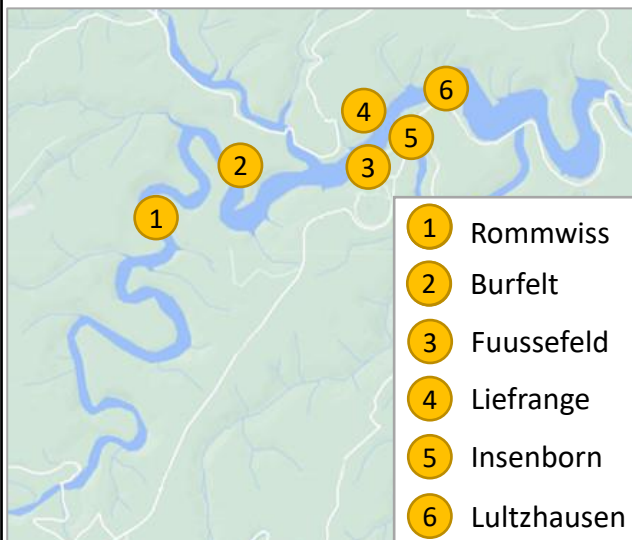 6
4
5
2
3
1
1 Rommwiss
2 Burfelt
3 Fuussefeld
4 Liefrange
5 Insenborn
6 Lultzhausen